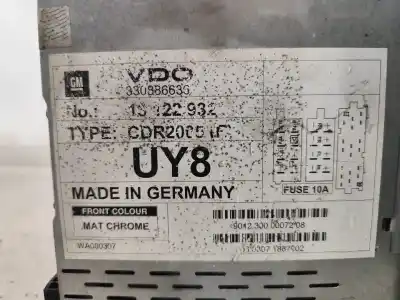 GM
VDO
330886635
No.: 13 122 932
TYPE: CDR2005
UY8
MADE IN GERMANY
FUSE 10A
FRONT COLOUR
MAT CHROME
WAC00307